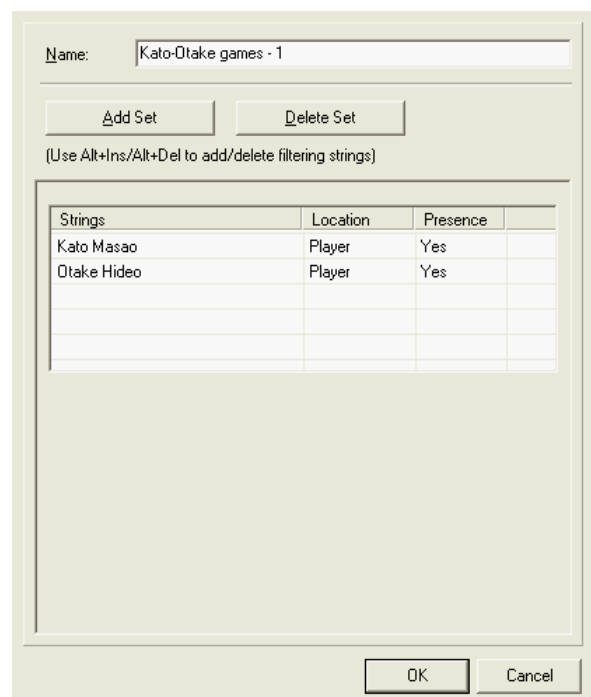 Name: Kato-Otake games - 1
Add Set Delete Set
(Use Alt+Ins/Alt+Del to add/delete filtering strings)
Strings Location Presence
Kato Masao Player Yes
Otake Hideo Player Yes
OK Cancel